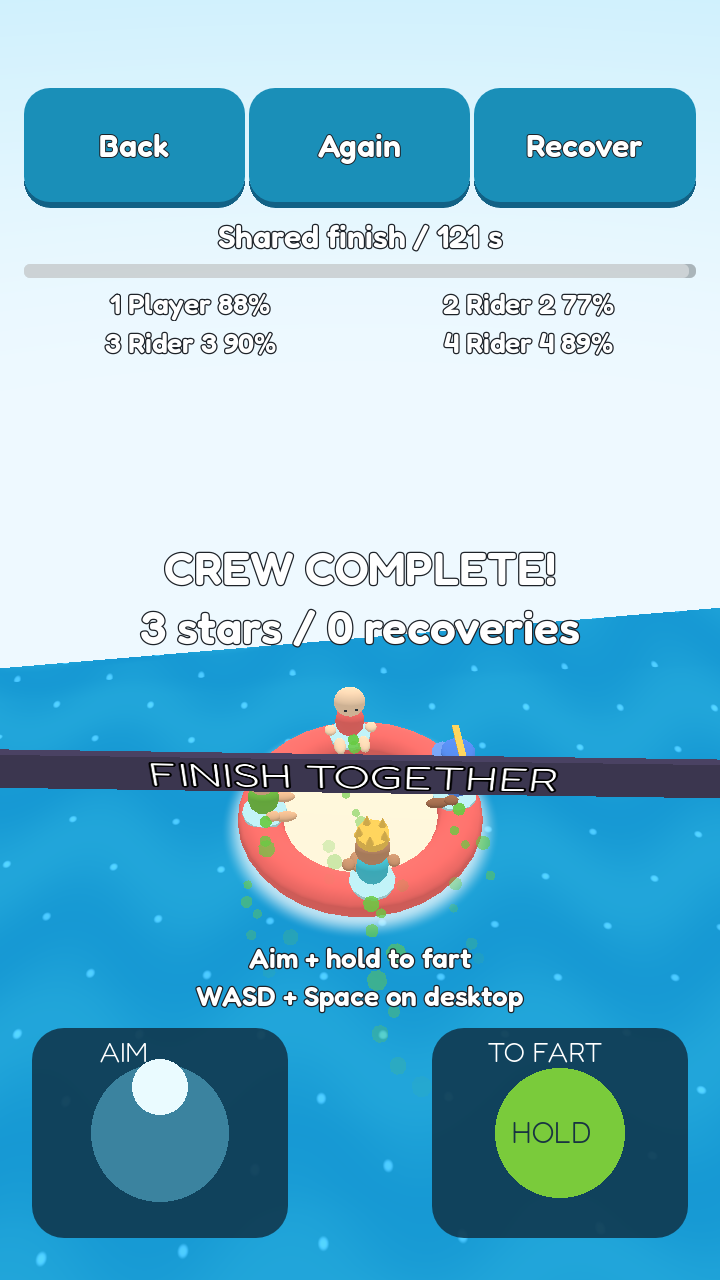 Back Again Recover
Shared finish / 121 s
1 Player 88% 2 Rider 2 77%
3 Rider 3 90% 4 Rider 4 89%
CREW COMPLETE!
3 stars / 0 recoveries
FINISH TOGETHER
Aim + hold to fart
WASD + Space on desktop
AIM TO FART
HOLD